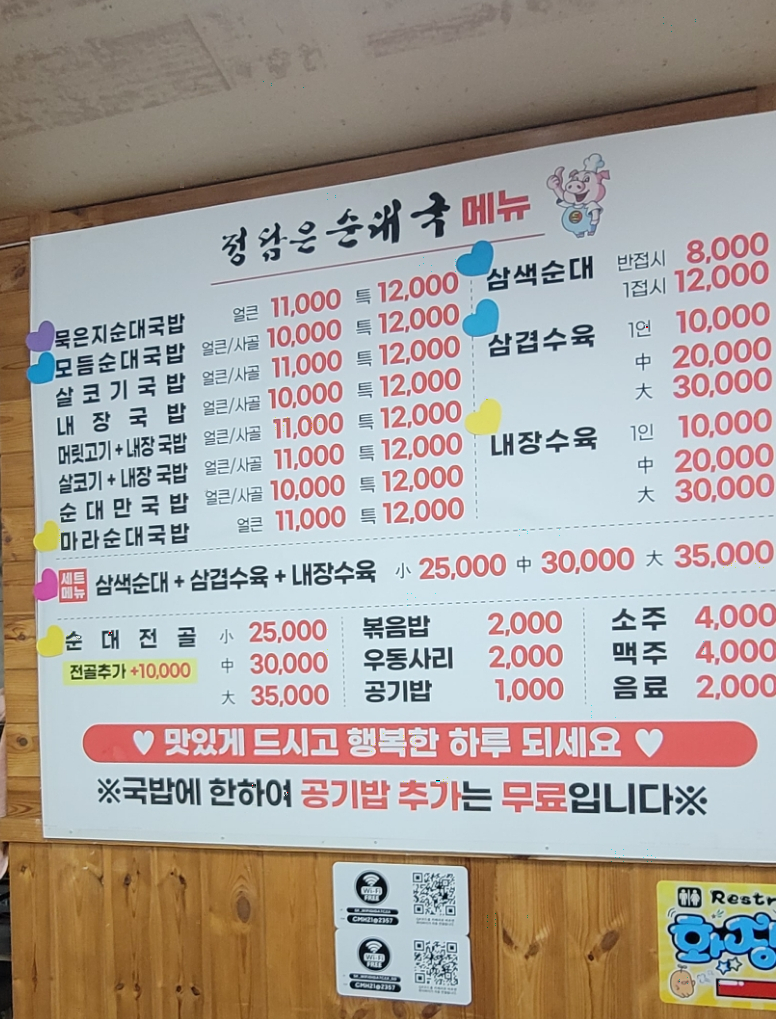 정담은순대국 메뉴
묵은지순대국밥 얼큰 11,000 특 12,000
모듬순대국밥 얼큰/사골 10,000 특 12,000
살코기국밥 얼큰/사골 11,000 특 12,000
내장국밥 얼큰/사골 10,000 특 12,000
머릿고기+내장 국밥 얼큰/사골 11,000 특 12,000
살코기+내장 국밥 얼큰/사골 11,000 특 12,000
순대만국밥 얼큰/사골 10,000 특 12,000
마라순대국밥 얼큰 11,000 특 12,000
삼색순대 반접시 8,000
1접시 12,000
삼겹수육 1인 10,000
中 20,000
大 30,000
내장수육 1인 10,000
中 20,000
大 30,000
세트
메뉴
삼색순대+삼겹수육+내장수육 小 25,000 中 30,000 大 35,000
순대전골 小 25,000
전골추가 +10,000
中 30,000
大 35,000
볶음밥 2,000
우동사리 2,000
공기밥 1,000
소주 4,000
맥주 4,000
음료 2,000
♥ 맛있게 드시고 행복한 하루 되세요 ♥
※국밥에 한하여 공기밥 추가는 무료입니다※
Wi-Fi
FREE
GMH21@2357
Wi-Fi
FREE
GMH21@2357
Restr
화장